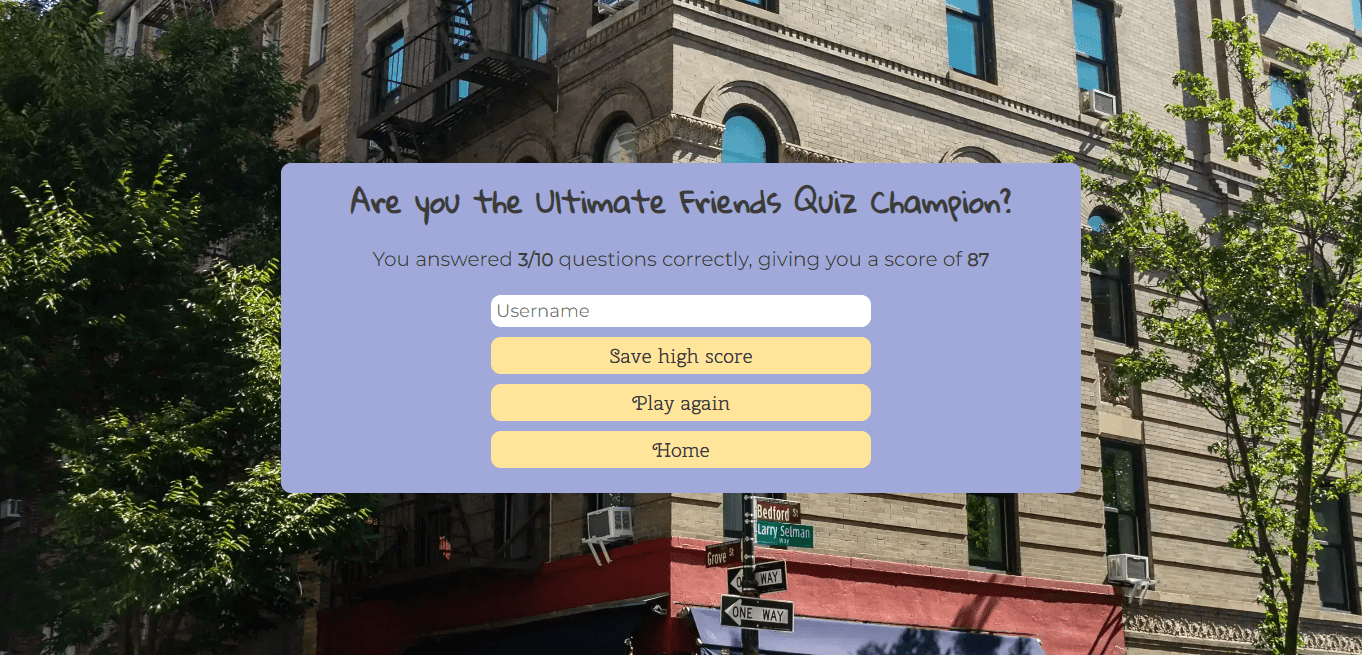 Are you the Ultimate Friends Quiz Champion?
You answered 3/10 questions correctly, giving you a score of 87
Username
Save high score
Play again
Home
Bedford St
Larry Selman
Way
Grove St
ONE WAY
ONE WAY